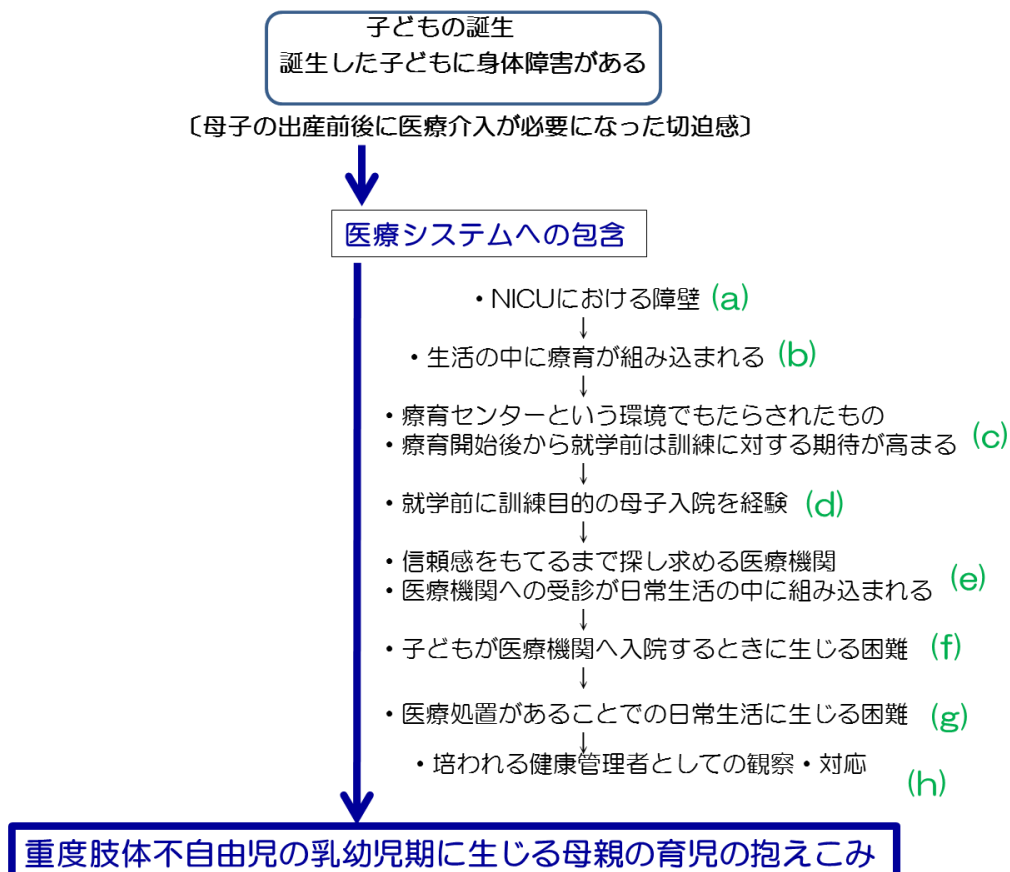 子どもの誕生
誕生した子どもに身体障害がある
〔母子の出産前後に医療介入が必要になった切迫感〕
医療システムへの包含
・NICUにおける障壁 (a)
・生活の中に療育が組み込まれる (b)
・療育センターという環境でもたらされたもの
・療育開始後から就学前は訓練に対する期待が高まる (c)
・就学前に訓練目的の母子入院を経験 (d)
・信頼感をもてるまで探し求める医療機関
・医療機関への受診が日常生活の中に組み込まれる (e)
・子どもが医療機関へ入院するときに生じる困難 (f)
・医療処置があることでの日常生活に生じる困難 (g)
・培われる健康管理者としての観察・対応 (h)
重度肢体不自由児の乳幼児期に生じる母親の育児の抱えこみ